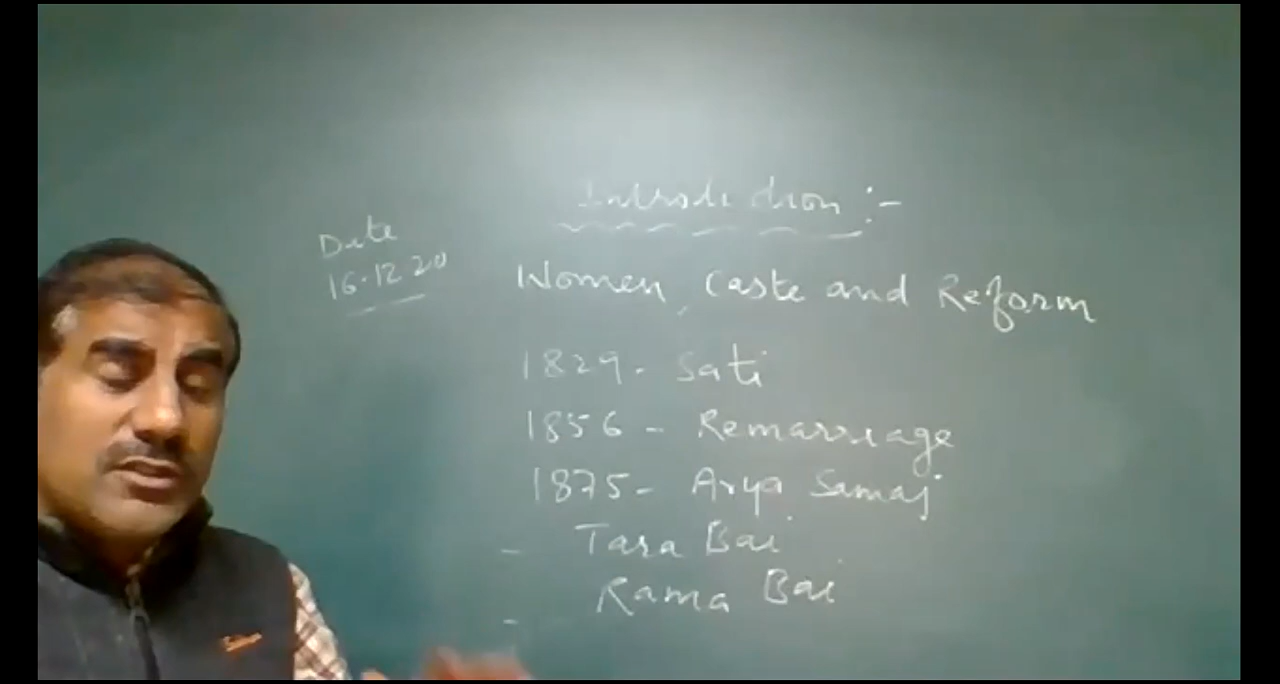 Introdction :-
Date
16.12.20
Women, Caste and Reform
1829 - Sati
1856 - Remarriage
1875 - Arya Samaj
- Tara Bai
- Rama Bai